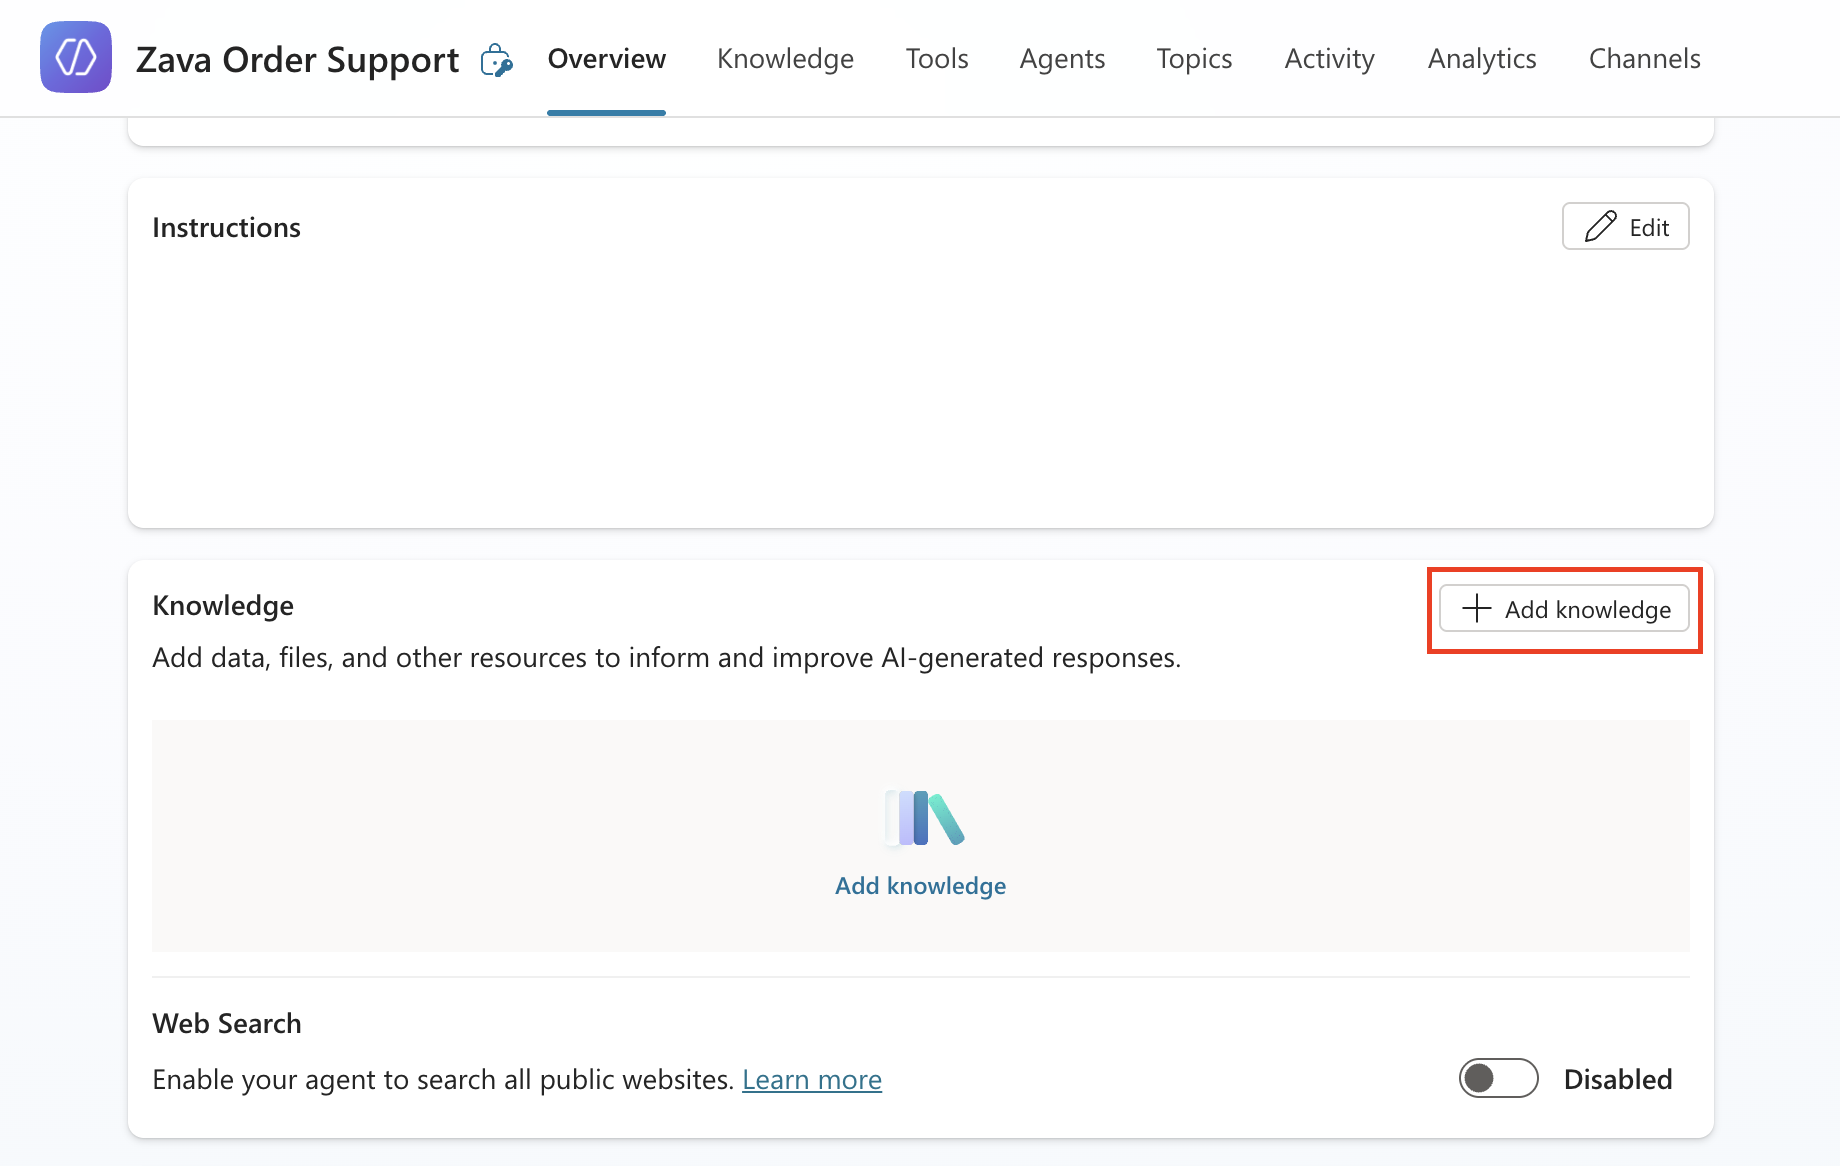 Zava Order Support
Overview
Knowledge
Tools
Agents
Topics
Activity
Analytics
Channels
Instructions
Edit
Knowledge
Add knowledge
Add data, files, and other resources to inform and improve AI-generated responses.
Add knowledge
Web Search
Enable your agent to search all public websites. Learn more
Disabled